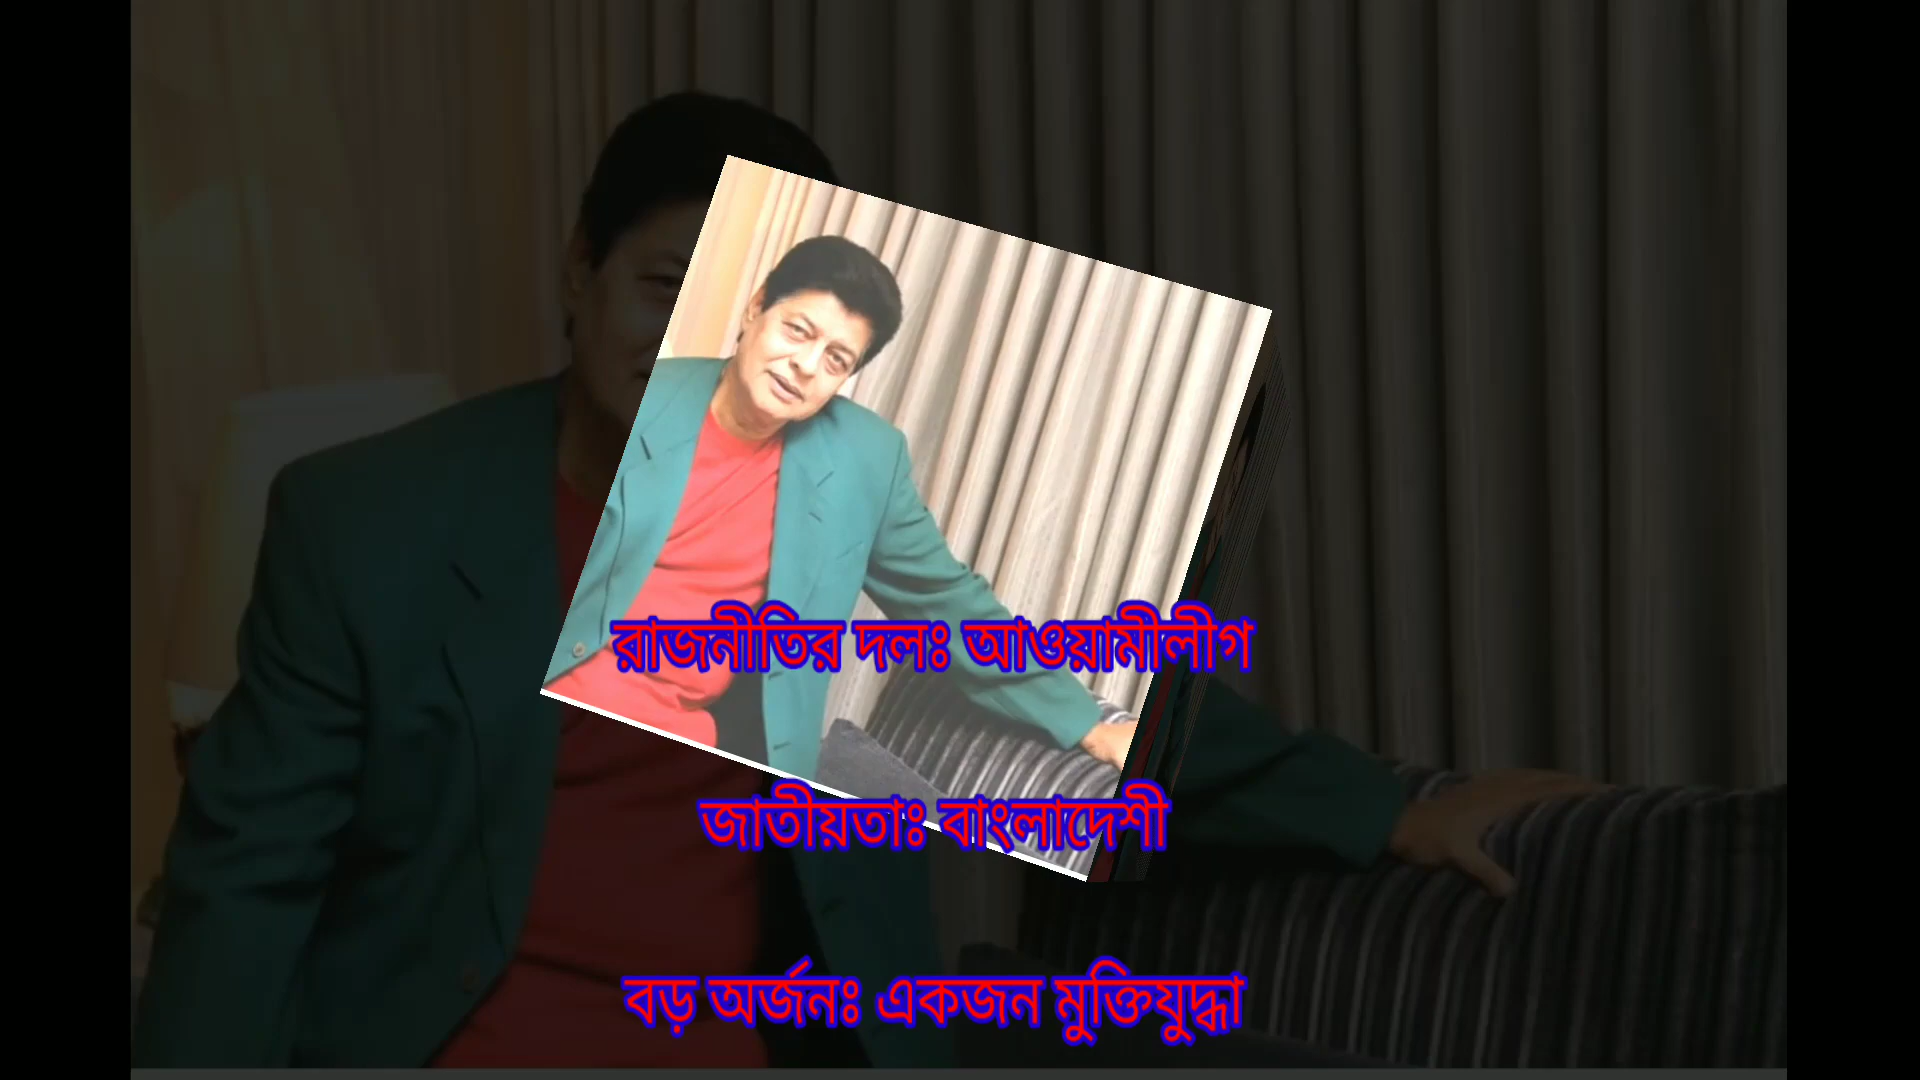 রাজনীতির দলঃ আওয়ামীলীগ
জাতীয়তাঃ বাংলাদেশী
বড় অর্জনঃ একজন মুক্তিযুদ্ধা